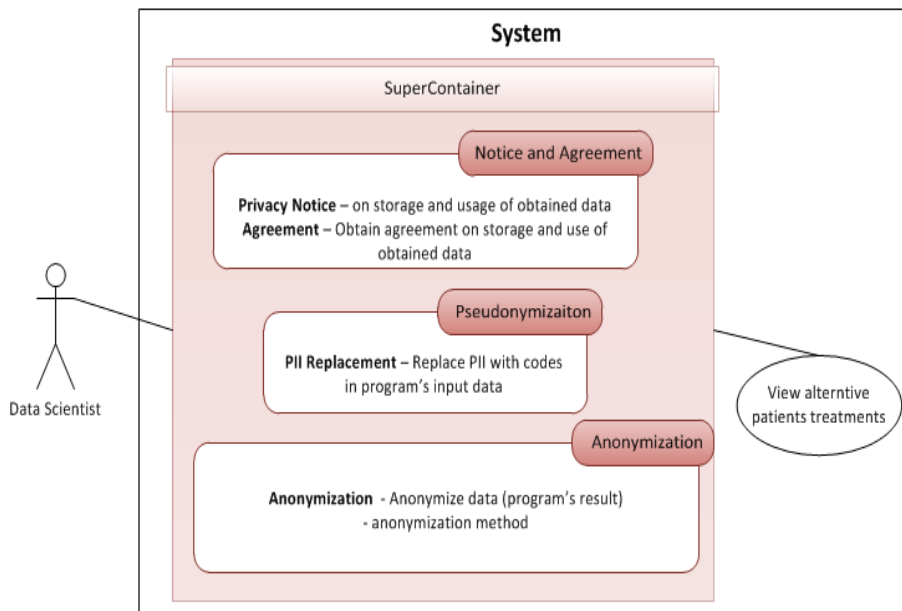 System
SuperContainer
Notice and Agreement
Privacy Notice – on storage and usage of obtained data
Agreement – Obtain agreement on storage and use of
obtained data
Pseudonymizaiton
PII Replacement – Replace PII with codes
in program's input data
Data Scientist
View alterntive
patients treatments
Anonymization
Anonymization - Anonymize data (program's result)
- anonymization method